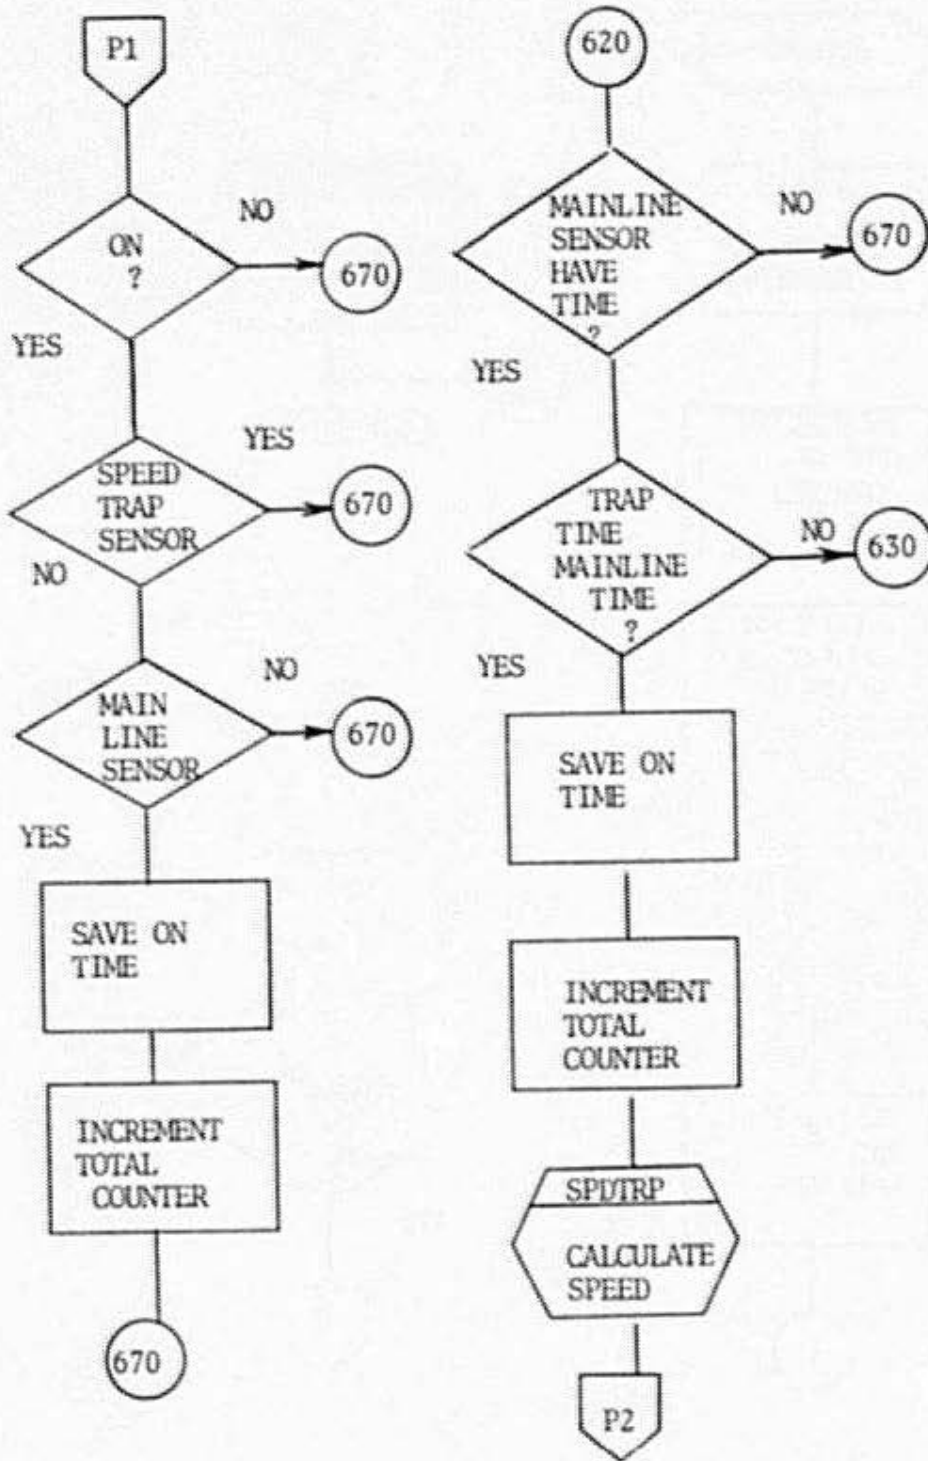 P1
ON
?
NO
670
YES
SPEED
TRAP
SENSOR
YES
670
NO
MAIN
LINE
SENSOR
NO
670
YES
SAVE ON
TIME
INCREMENT
TOTAL
COUNTER
670
620
MAINLINE
SENSOR
HAVE
TIME
?
NO
670
YES
TRAP
TIME
MAINLINE
TIME
?
NO
630
YES
SAVE ON
TIME
INCREMENT
TOTAL
COUNTER
SPDTRP
CALCULATE
SPEED
P2